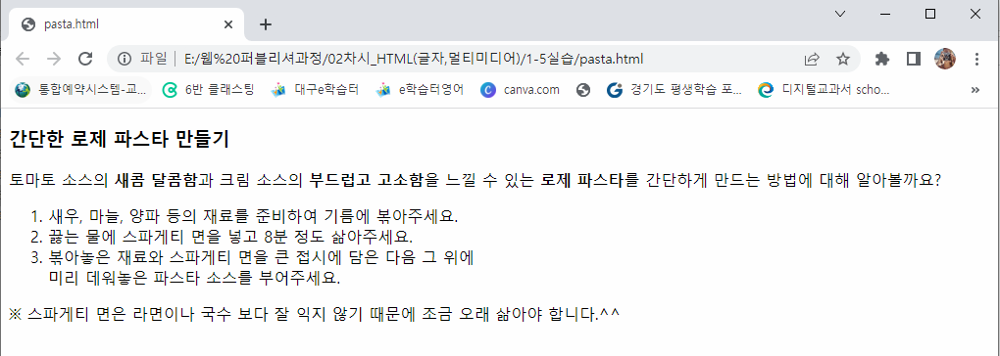 pasta.html
파일 | E:/웹%20퍼블리셔과정/02차시_HTML(글자,멀티미디어)/1-5실습/pasta.html
통합예약시스템-교... 6반 클래스팅 대구e학습터 e학습터영어 canva.com 경기도 평생학습 포... 디지털교과서 scho... »
간단한 로제 파스타 만들기
토마토 소스의 새콤 달콤함과 크림 소스의 부드럽고 고소함을 느낄 수 있는 로제 파스타를 간단하게 만드는 방법에 대해 알아볼까요?
1. 새우, 마늘, 양파 등의 재료를 준비하여 기름에 볶아주세요.
2. 끓는 물에 스파게티 면을 넣고 8분 정도 삶아주세요.
3. 볶아놓은 재료와 스파게티 면을 큰 접시에 담은 다음 그 위에
미리 데워놓은 파스타 소스를 부어주세요.
※ 스파게티 면은 라면이나 국수 보다 잘 익지 않기 때문에 조금 오래 삶아야 합니다.^^